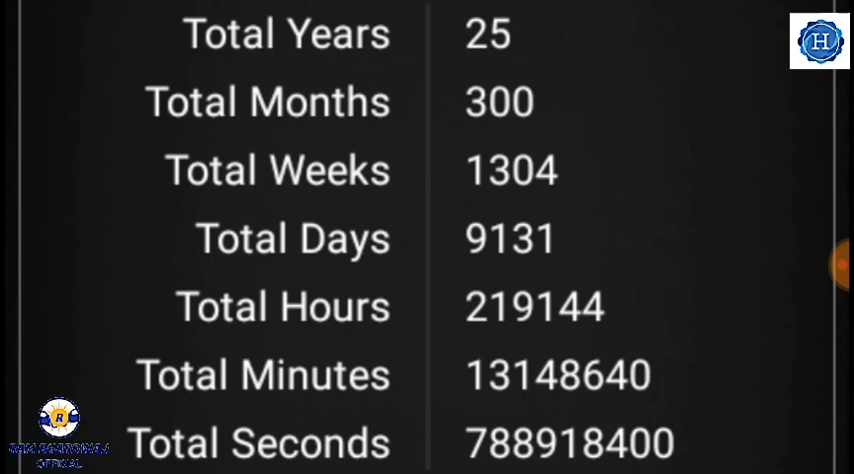 Total Years 25
H
Total Months 300
Total Weeks 1304
Total Days 9131
Total Hours 219144
Total Minutes 13148640
R
OFFICIAL
Total Seconds 788918400